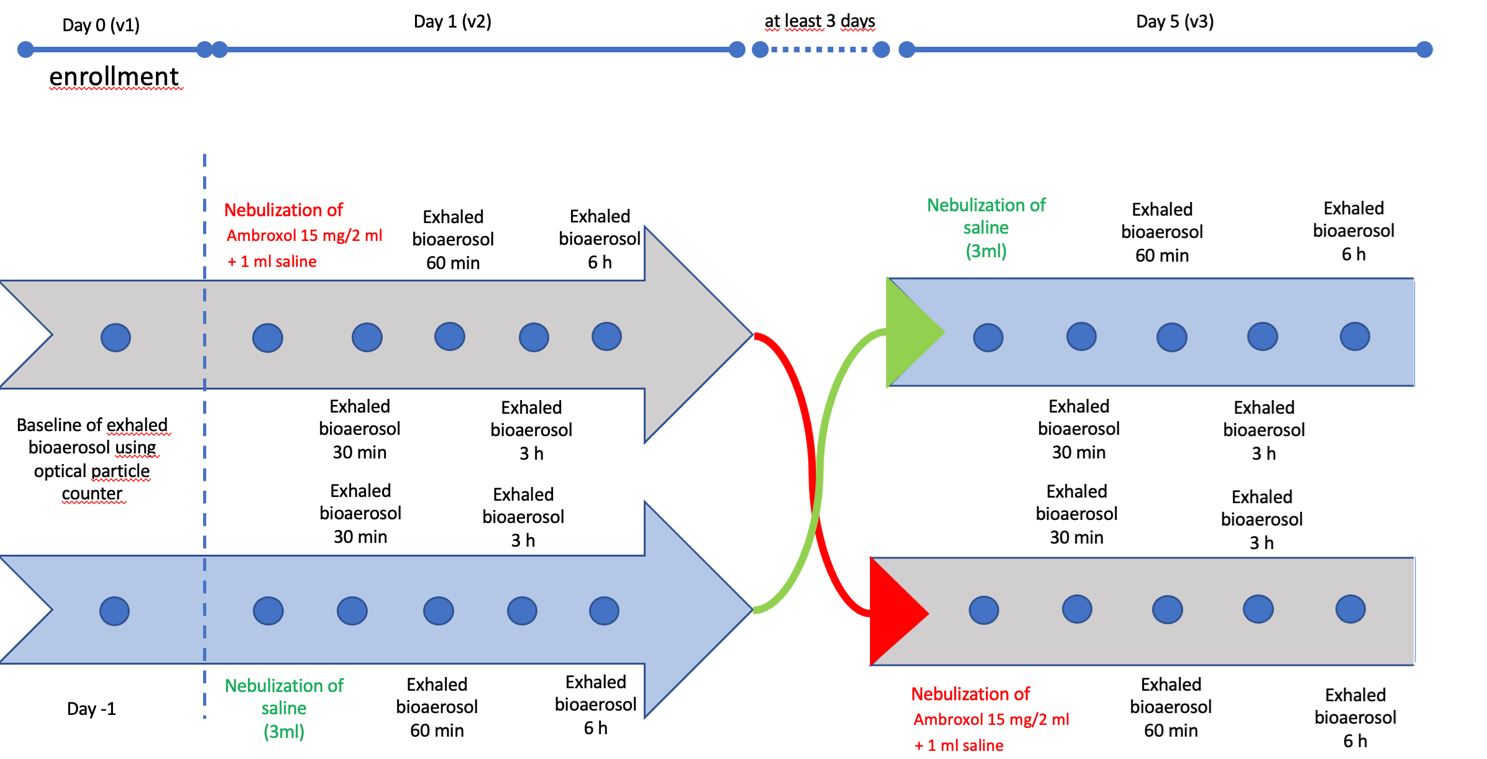 Day 0 (v1)
Day 1 (v2)
at least 3 days
Day 5 (v3)
enrollment
Nebulization of
Ambroxol 15 mg/2 ml
+ 1 ml saline
Exhaled
bioaerosol
60 min
Exhaled
bioaerosol
6 h
Nebulization of
saline
(3ml)
Exhaled
bioaerosol
60 min
Exhaled
bioaerosol
6 h
Baseline of exhaled
bioaerosol using
optical particle
counter
Exhaled
bioaerosol
30 min
Exhaled
bioaerosol
3 h
Exhaled
bioaerosol
30 min
Exhaled
bioaerosol
3 h
Exhaled
bioaerosol
30 min
Exhaled
bioaerosol
3 h
Exhaled
bioaerosol
30 min
Exhaled
bioaerosol
3 h
Day -1
Nebulization of
saline
(3ml)
Exhaled
bioaerosol
60 min
Exhaled
bioaerosol
6 h
Nebulization of
Ambroxol 15 mg/2 ml
+ 1 ml saline
Exhaled
bioaerosol
60 min
Exhaled
bioaerosol
6 h